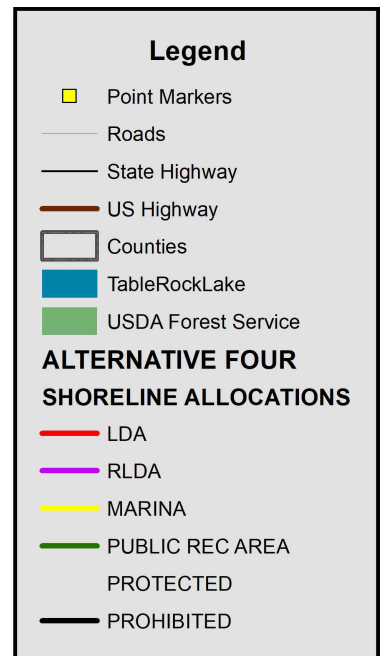 Legend
Point Markers
Roads
State Highway
US Highway
Counties
TableRockLake
USDA Forest Service
ALTERNATIVE FOUR
SHORELINE ALLOCATIONS
LDA
RLDA
MARINA
PUBLIC REC AREA
PROTECTED
PROHIBITED